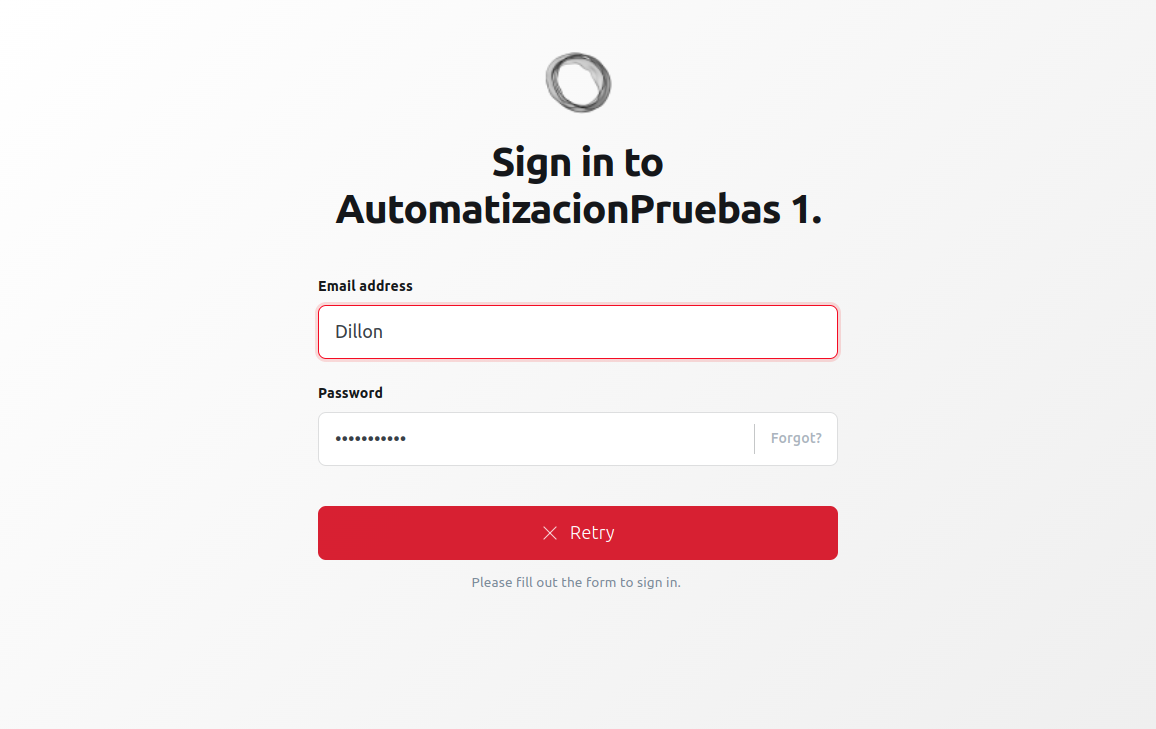 Sign in to
AutomatizacionPruebas 1.
Email address
Dillon
Password
•••••••••••
Forgot?
Retry
Please fill out the form to sign in.